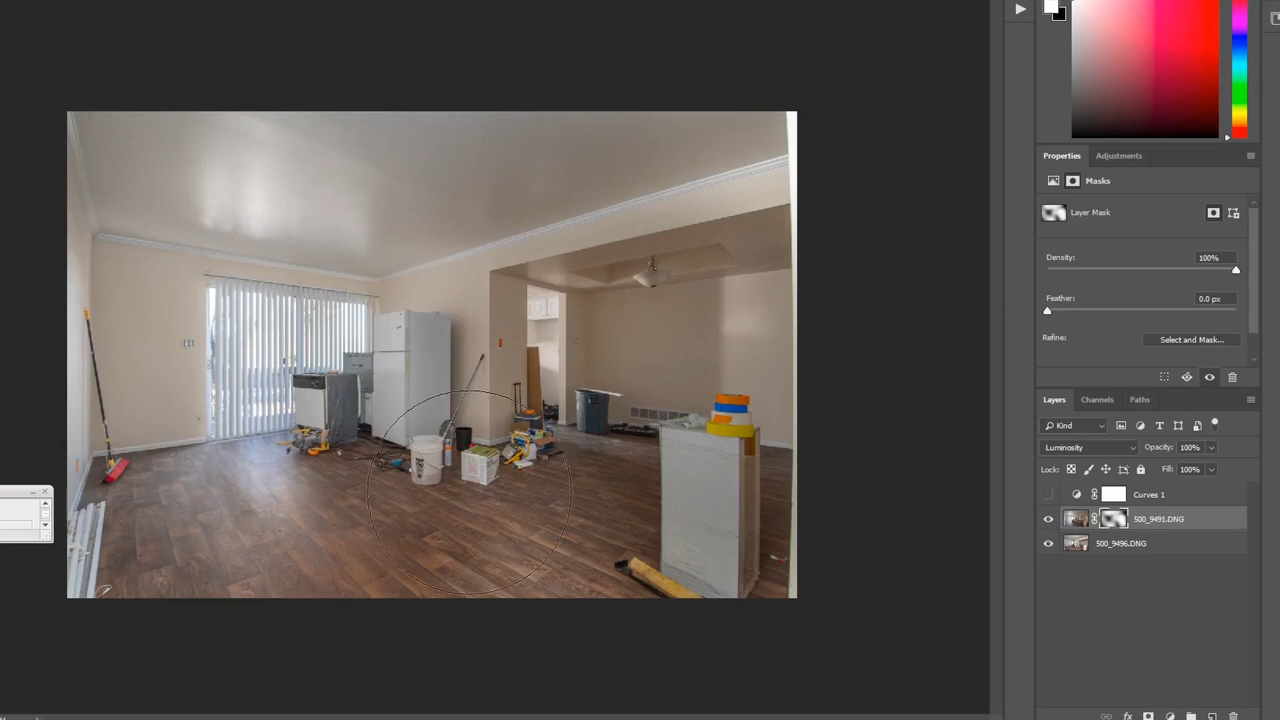 Properties Adjustments
Masks
Layer Mask
Density: 100%
Feather: 0.0 px
Refine: Select and Mask...
Layers Channels Paths
Kind
Luminosity Opacity: 100%
Lock: Fill: 100%
Curves 1
500_9491.DNG
500_9496.DNG
fx